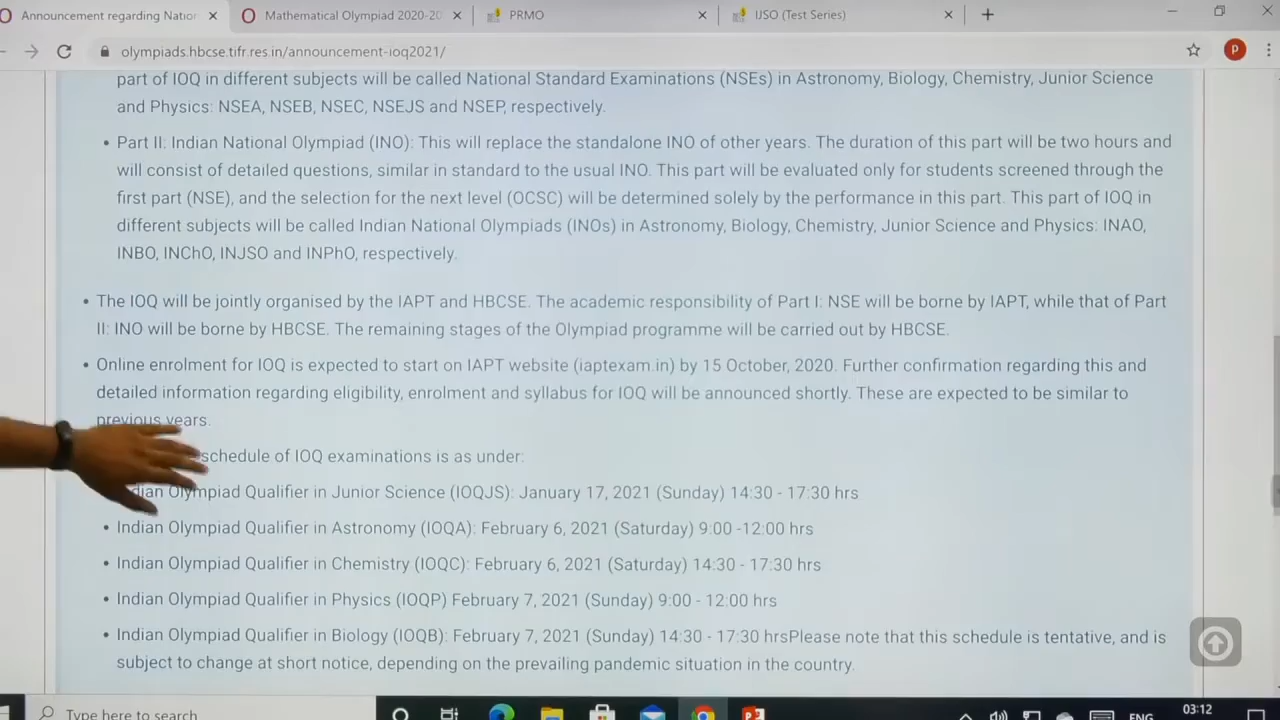 Announcement regarding Nation
Mathematical Olympiad 2020-20
PRMO
IJSO (Test Series)
olympiads.hbcse.tifr.res.in/announcement-ioq2021/
P
part of IOQ in different subjects will be called National Standard Examinations (NSEs) in Astronomy, Biology, Chemistry, Junior Science
and Physics: NSEA, NSEB, NSEC, NSEJS and NSEP, respectively.
• Part II: Indian National Olympiad (INO): This will replace the standalone INO of other years. The duration of this part will be two hours and
will consist of detailed questions, similar in standard to the usual INO. This part will be evaluated only for students screened through the
first part (NSE), and the selection for the next level (OCSC) will be determined solely by the performance in this part. This part of IOQ in
different subjects will be called Indian National Olympiads (INOs) in Astronomy, Biology, Chemistry, Junior Science and Physics: INAO,
INBO, INChO, INJSO and INPhO, respectively.
• The IOQ will be jointly organised by the IAPT and HBCSE. The academic responsibility of Part I: NSE will be borne by IAPT, while that of Part
II: INO will be borne by HBCSE. The remaining stages of the Olympiad programme will be carried out by HBCSE.
• Online enrolment for IOQ is expected to start on IAPT website (iaptexam.in) by 15 October, 2020. Further confirmation regarding this and
detailed information regarding eligibility, enrolment and syllabus for IOQ will be announced shortly. These are expected to be similar to
previous years.
schedule of IOQ examinations is as under:
Indian Olympiad Qualifier in Junior Science (IOQJS): January 17, 2021 (Sunday) 14:30 - 17:30 hrs
• Indian Olympiad Qualifier in Astronomy (IOQA): February 6, 2021 (Saturday) 9:00 -12:00 hrs
• Indian Olympiad Qualifier in Chemistry (IOQC): February 6, 2021 (Saturday) 14:30 - 17:30 hrs
• Indian Olympiad Qualifier in Physics (IOQP) February 7, 2021 (Sunday) 9:00 - 12:00 hrs
• Indian Olympiad Qualifier in Biology (IOQB): February 7, 2021 (Sunday) 14:30 - 17:30 hrsPlease note that this schedule is tentative, and is
subject to change at short notice, depending on the prevailing pandemic situation in the country.
Type here to search
ENG
03:12